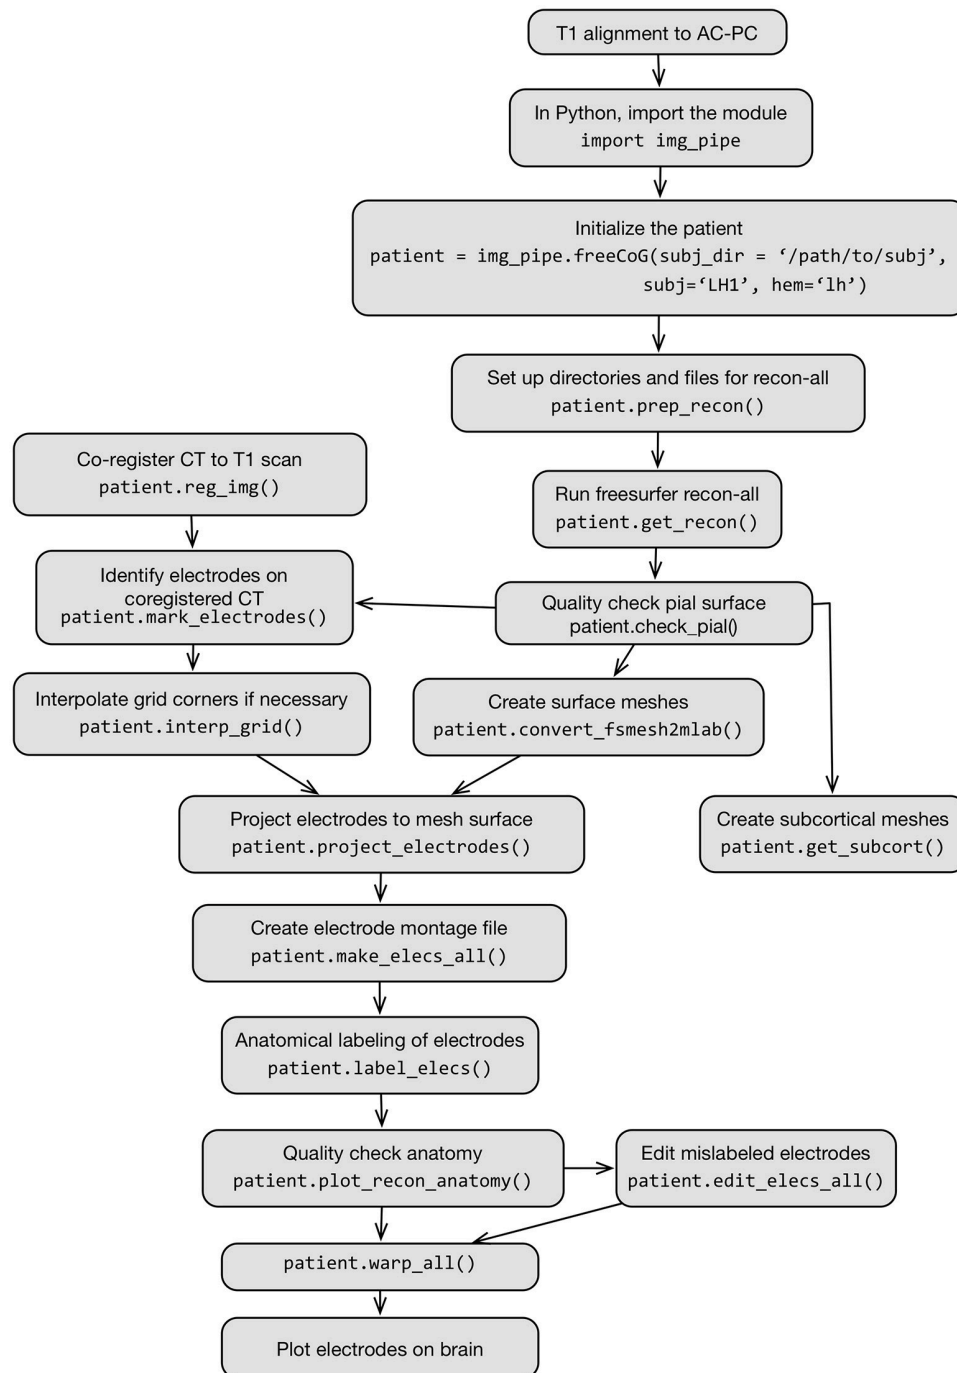 T1 alignment to AC-PC
In Python, import the module
import img_pipe
Initialize the patient
patient = img_pipe.freeCoG(subj_dir = ‘/path/to/subj’,
subj=‘LH1’, hem=‘lh’)
Set up directories and files for recon-all
patient.prep_recon()
Co-register CT to T1 scan
patient.reg_img()
Run freesurfer recon-all
patient.get_recon()
Identify electrodes on
coregistered CT
patient.mark_electrodes()
Quality check pial surface
patient.check_pial()
Interpolate grid corners if necessary
patient.interp_grid()
Create surface meshes
patient.convert_fsmesh2mlab()
Project electrodes to mesh surface
patient.project_electrodes()
Create subcortical meshes
patient.get_subcort()
Create electrode montage file
patient.make_elecs_all()
Anatomical labeling of electrodes
patient.label_elecs()
Quality check anatomy
patient.plot_recon_anatomy()
Edit mislabeled electrodes
patient.edit_elecs_all()
patient.warp_all()
Plot electrodes on brain